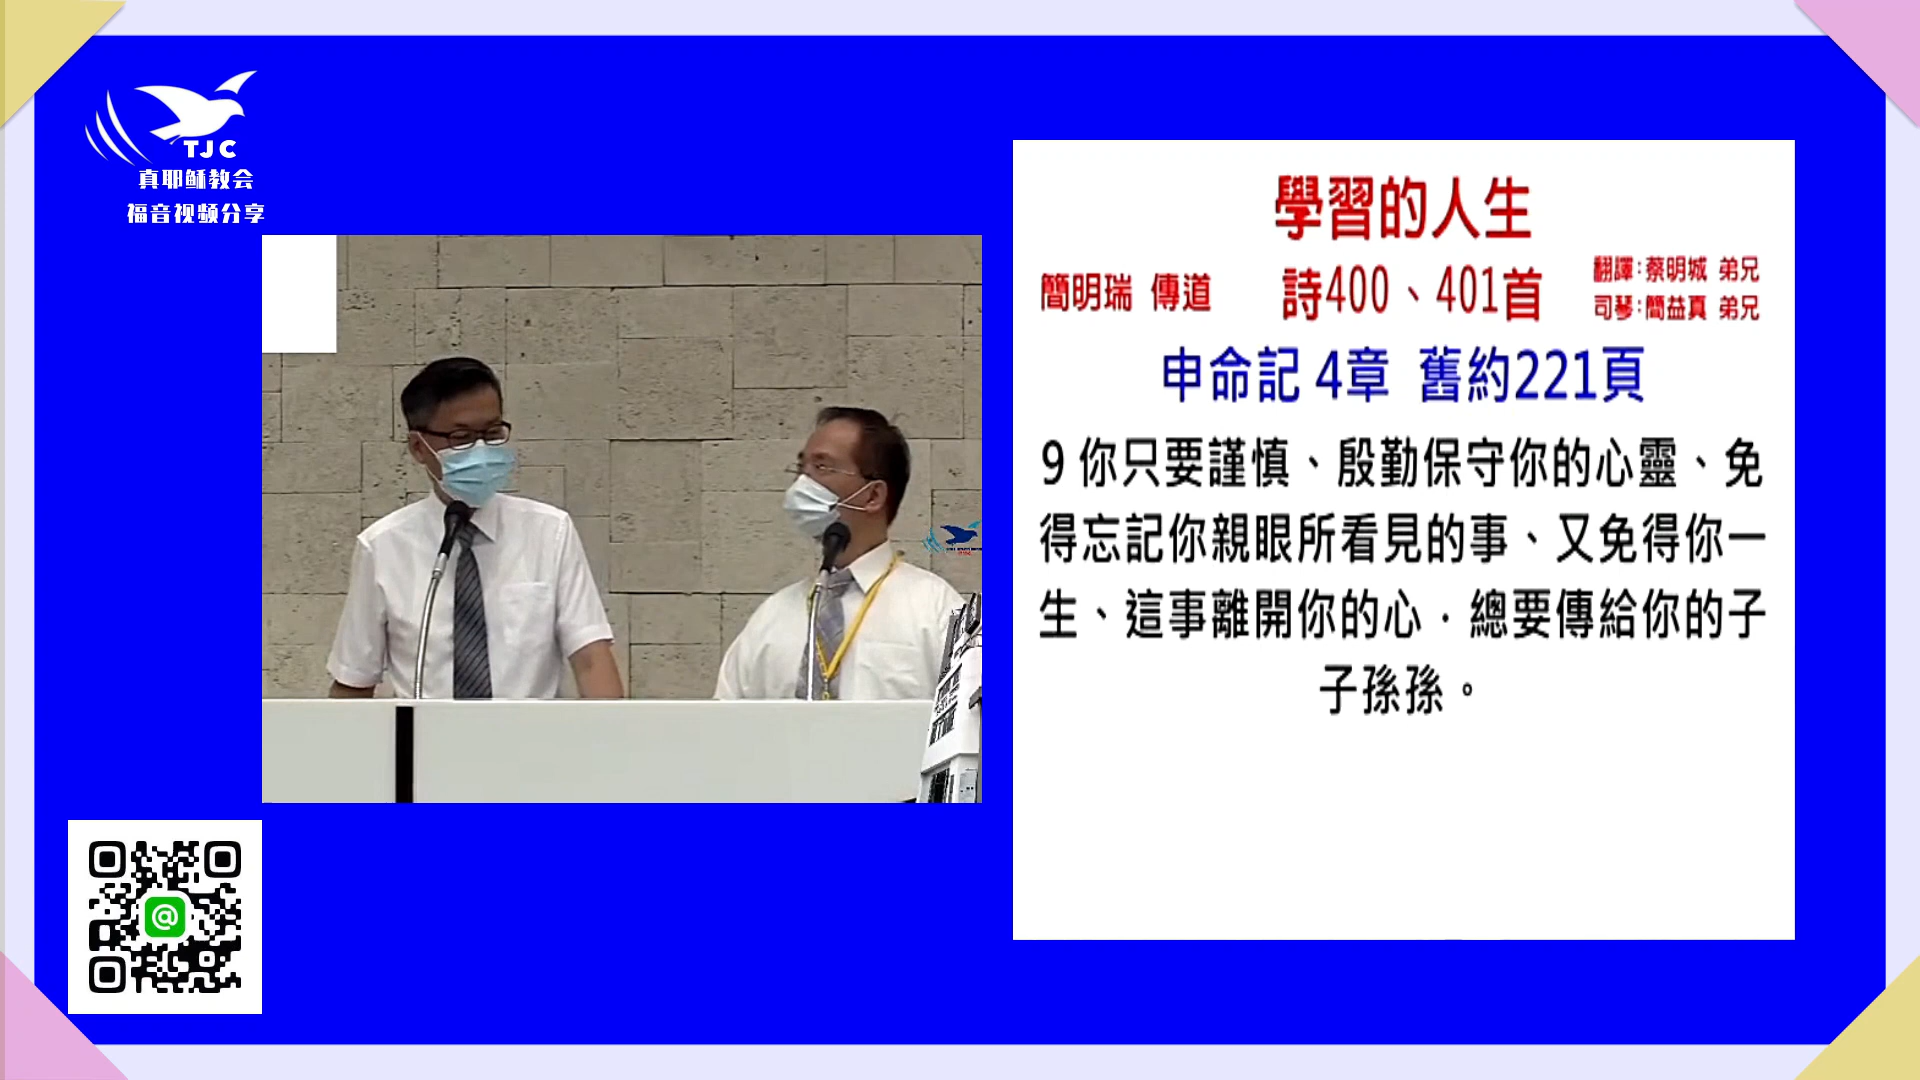 TJC
真耶稣教会
福音视频分享
學習的人生
簡明瑞 傳道
詩400、401首
翻譯:蔡明城 弟兄
司琴:簡益真 弟兄
申命記 4章 舊約221頁
9 你只要謹慎、殷勤保守你的心靈、免
得忘記你親眼所看見的事、又免得你一
生、這事離開你的心．總要傳給你的子
子孫孫。
@